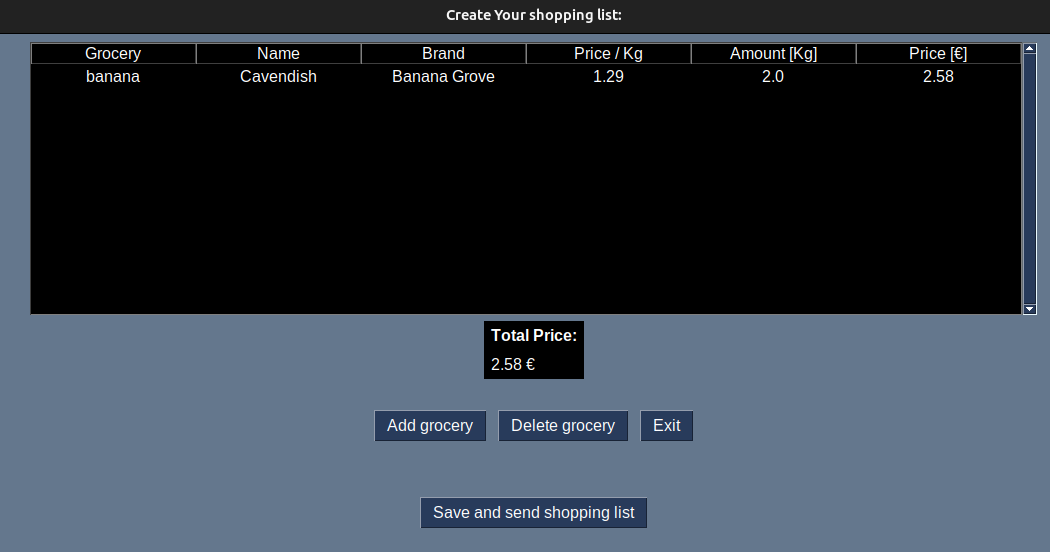 Create Your shopping list:
Grocery Name Brand Price / Kg Amount [Kg] Price [€]
banana Cavendish Banana Grove 1.29 2.0 2.58
Total Price:
2.58 €
Add grocery Delete grocery Exit
Save and send shopping list